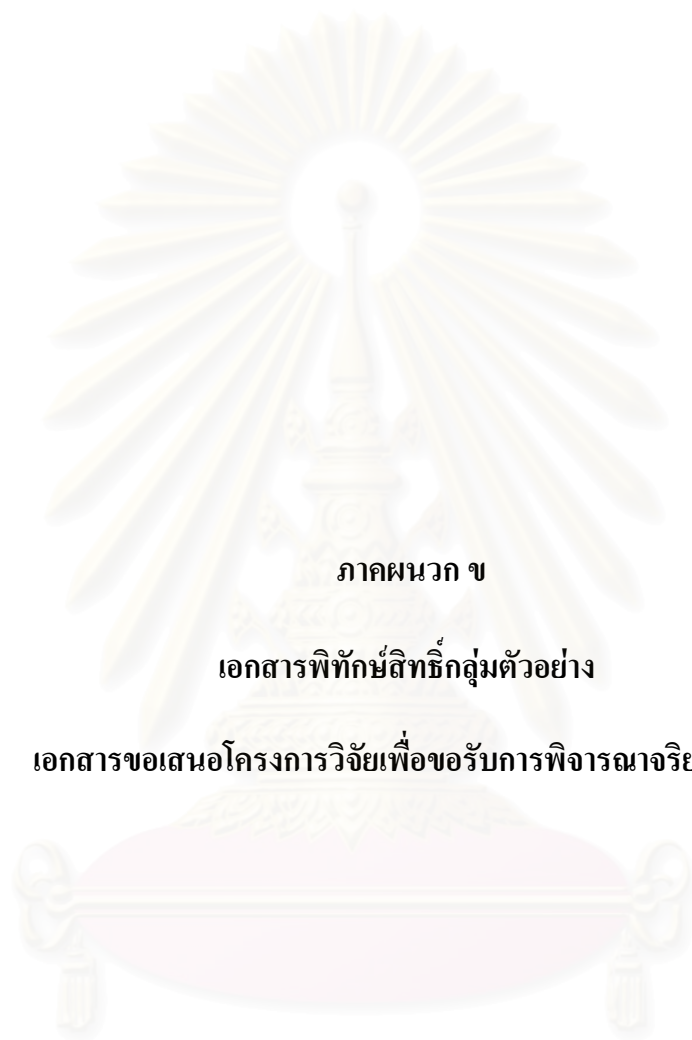 ภาคผนวก ข
เอกสารพิทักษ์สิทธิ์กลุ่มตัวอย่าง
เอกสารขอเสนอโครงการวิจัยเพื่อขอรับการพิจารณา